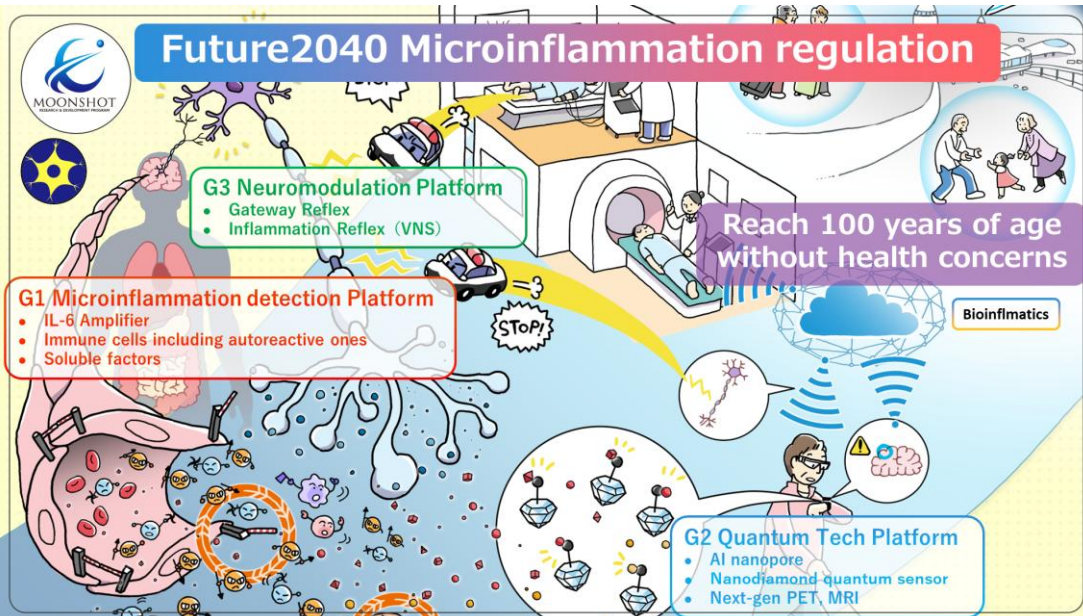 Future2040 Microinflammation regulation
MOONSHOT
RESEARCH & DEVELOPMENT PROGRAM
G3 Neuromodulation Platform
• Gateway Reflex
• Inflammation Reflex (VNS)
Reach 100 years of age
without health concerns
G1 Microinflammation detection Platform
• IL-6 Amplifier
• Immune cells including autoreactive ones
• Soluble factors
Bioinflmatics
STOP!
G2 Quantum Tech Platform
• AI nanopore
• Nanodiamond quantum sensor
• Next-gen PET, MRI